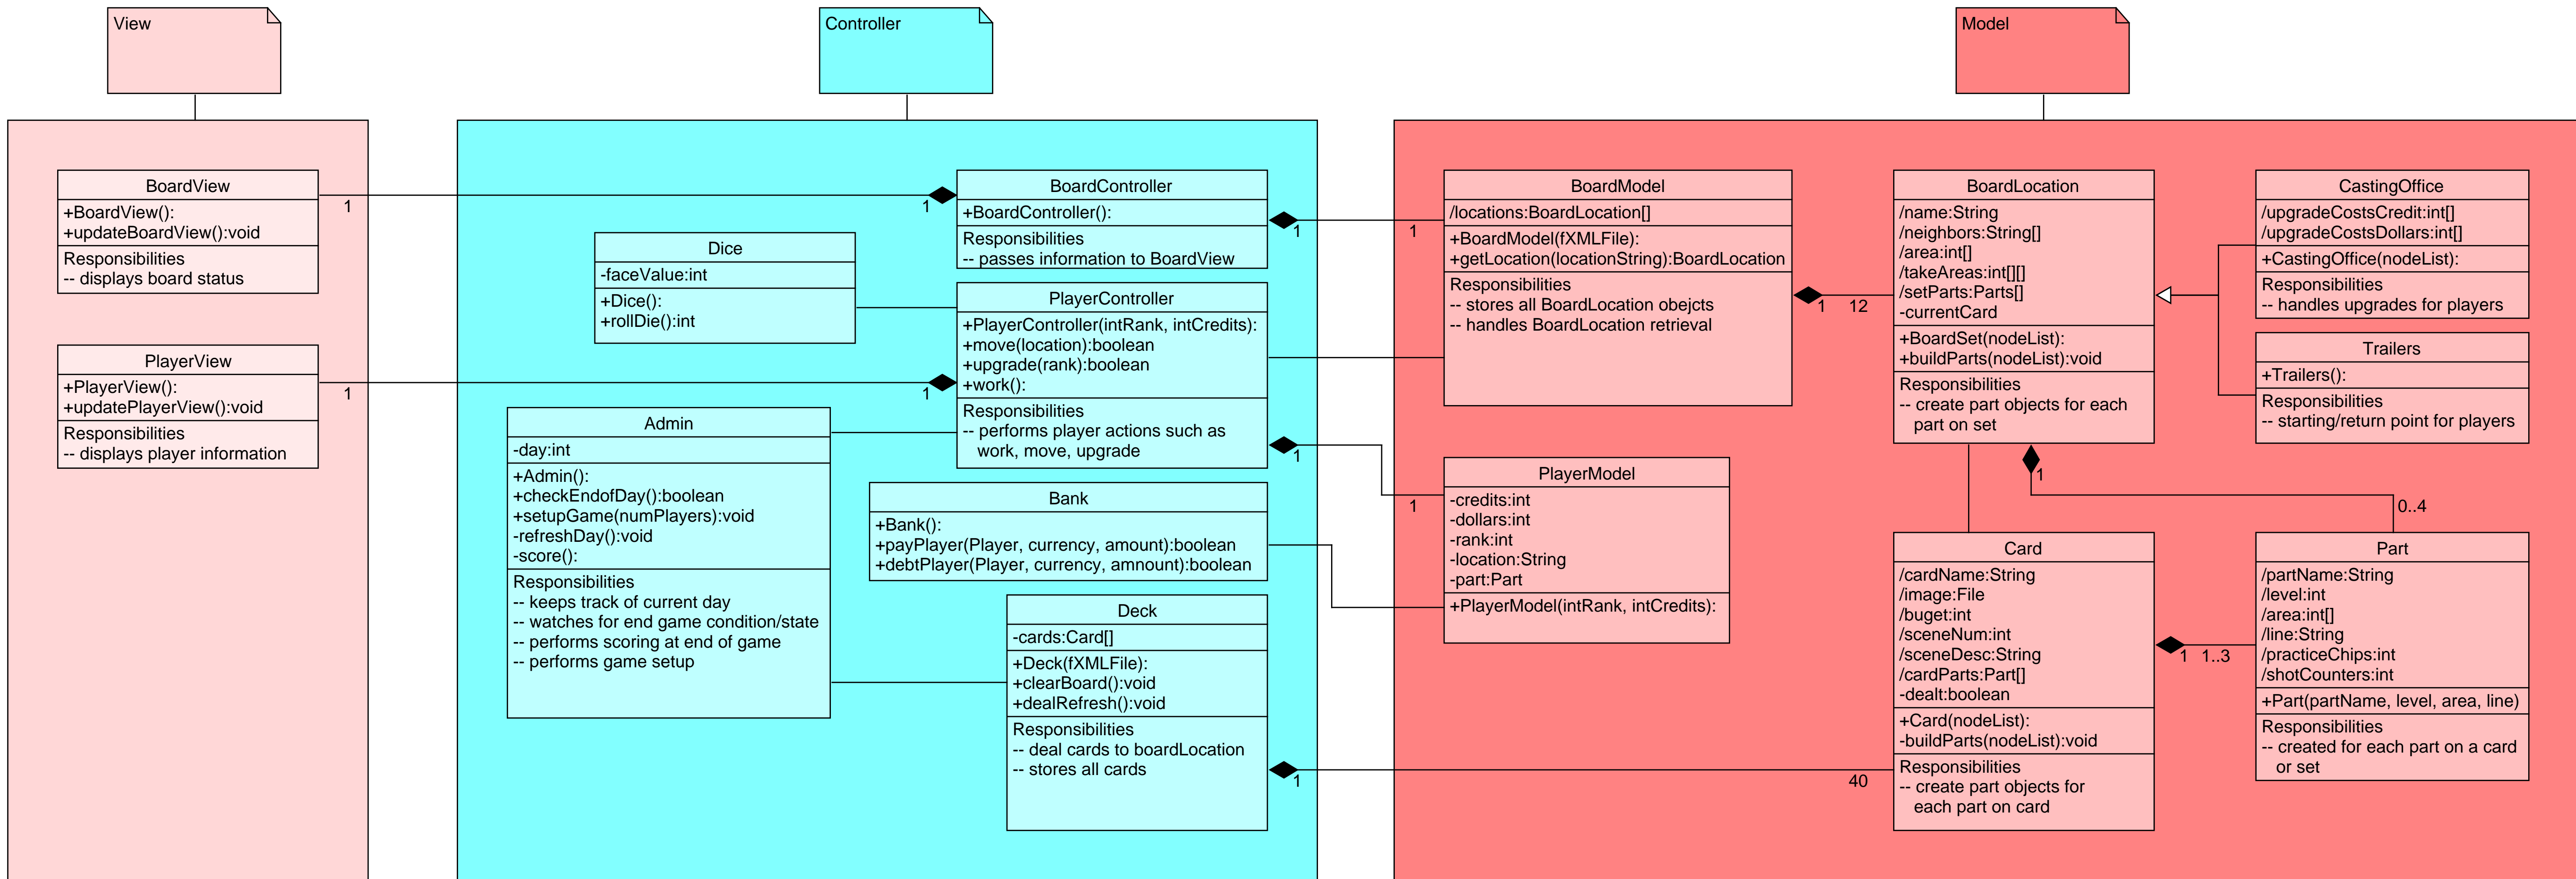 View
Controller
Model
BoardView
+BoardView():
+updateBoardView():void
Responsibilities
-- displays board status
1
PlayerView
+PlayerView():
+updatePlayerView():void
Responsibilities
-- displays player information
1
Dice
-faceValue:int
+Dice():
+rollDie():int
BoardController
+BoardController():
Responsibilities
-- passes information to BoardView
1
1
PlayerController
+PlayerController(intRank, intCredits):
+move(location):boolean
+upgrade(rank):boolean
+work():
Responsibilities
-- performs player actions such as
work, move, upgrade
1
1
Admin
-day:int
+Admin():
+checkEndofDay():boolean
+setupGame(numPlayers):void
-refreshDay():void
-score():
Responsibilities
-- keeps track of current day
-- watches for end game condition/state
-- performs scoring at end of game
-- performs game setup
Bank
+Bank():
+payPlayer(Player, currency, amount):boolean
+debtPlayer(Player, currency, amnount):boolean
Deck
-cards:Card[]
+Deck(fXMLFile):
+clearBoard():void
+dealRefresh():void
Responsibilities
-- deal cards to boardLocation
-- stores all cards
1
40
BoardModel
/locations:BoardLocation[]
+BoardModel(fXMLFile):
+getLocation(locationString):BoardLocation
Responsibilities
-- stores all BoardLocation obejcts
-- handles BoardLocation retrieval
1
1
12
PlayerModel
-credits:int
-dollars:int
-rank:int
-location:String
-part:Part
+PlayerModel(intRank, intCredits):
1
BoardLocation
/name:String
/neighbors:String[]
/area:int[]
/takeAreas:int[][]
/setParts:Parts[]
-currentCard
+BoardSet(nodeList):
+buildParts(nodeList):void
Responsibilities
-- create part objects for each
part on set
1
0..4
CastingOffice
/upgradeCostsCredit:int[]
/upgradeCostsDollars:int[]
+CastingOffice(nodeList):
Responsibilities
-- handles upgrades for players
Trailers
+Trailers():
Responsibilities
-- starting/return point for players
Card
/cardName:String
/image:File
/buget:int
/sceneNum:int
/sceneDesc:String
/cardParts:Part[]
-dealt:boolean
+Card(nodeList):
-buildParts(nodeList):void
Responsibilities
-- create part objects for
each part on card
1 1..3
Part
/partName:String
/level:int
/area:int[]
/line:String
/practiceChips:int
/shotCounters:int
+Part(partName, level, area, line)
Responsibilities
-- created for each part on a card
or set